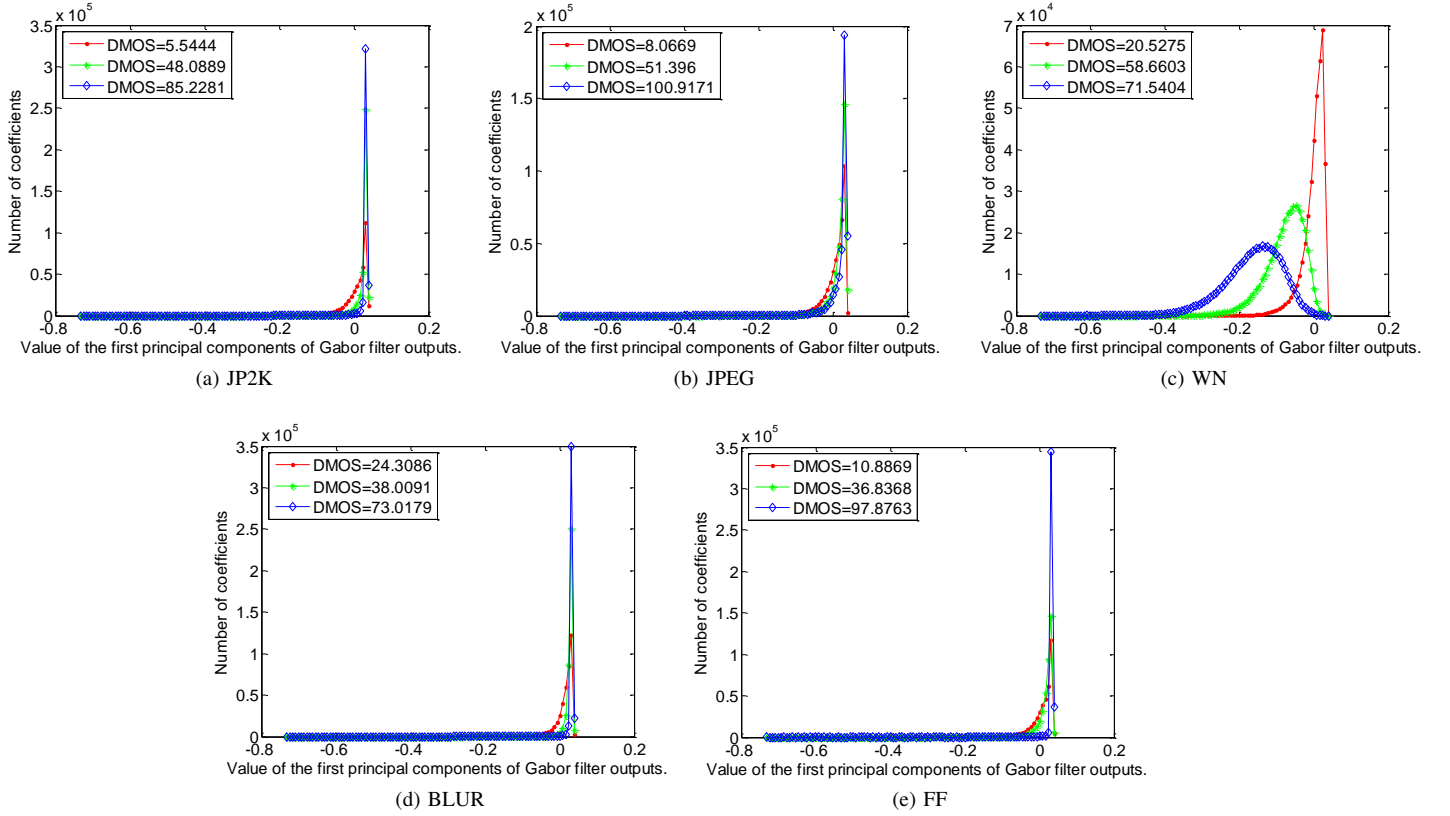 x 10^5
3.5
3
2.5
2
1.5
1
0.5
0
-0.8 -0.6 -0.4 -0.2 0 0.2
Number of coefficients
DMOS=5.5444
DMOS=48.0889
DMOS=85.2281
Value of the first principal components of Gabor filter outputs.
(a) JP2K
x 10^5
2
1.5
1
0.5
0
-0.8 -0.6 -0.4 -0.2 0 0.2
Number of coefficients
DMOS=8.0669
DMOS=51.396
DMOS=100.9171
Value of the first principal components of Gabor filter outputs.
(b) JPEG
x 10^4
7
6
5
4
3
2
1
0
-0.8 -0.6 -0.4 -0.2 0 0.2
Number of coefficients
DMOS=20.5275
DMOS=58.6603
DMOS=71.5404
Value of the first principal components of Gabor filter outputs.
(c) WN
x 10^5
3.5
3
2.5
2
1.5
1
0.5
0
-0.8 -0.6 -0.4 -0.2 0 0.2
Number of coefficients
DMOS=24.3086
DMOS=38.0091
DMOS=73.0179
Value of the first principal components of Gabor filter outputs.
(d) BLUR
x 10^5
3.5
3
2.5
2
1.5
1
0.5
0
-0.8 -0.6 -0.4 -0.2 0 0.2
Number of coefficients
DMOS=10.8869
DMOS=36.8368
DMOS=97.8763
Value of the first principal components of Gabor filter outputs.
(e) FF